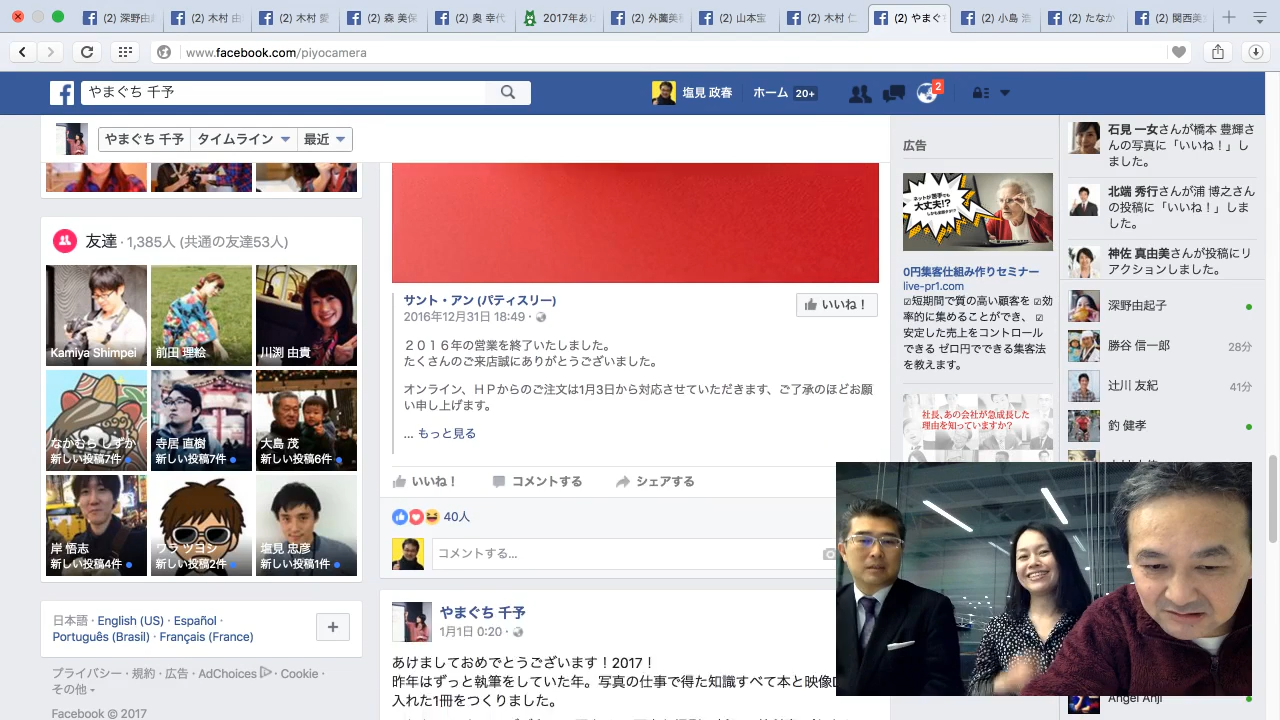 (2) 深野由
(2) 木村 由
(2) 木村 愛
(2) 森 美保
(2) 奥 幸代
2017年あけ
(2) 外薗美
(2) 山本宝
(2) 木村 仁
(2) やまぐち
(2) 小島 浩
(2) たなか
(2) 関西美
www.facebook.com/piyocamera
やまぐち 千予
塩見 政春
ホーム 20+
2
やまぐち 千予 タイムライン 最近
友達 · 1,385人 (共通の友達53人)
Kamiya Shimpei
前田 理絵
川渕 由貴
なかむら しずか
新しい投稿7件
寺居 直樹
新しい投稿7件
大島 茂
新しい投稿6件
岸 悟志
新しい投稿4件
ワラ ツヨシ
新しい投稿2件
塩見 忠彦
新しい投稿1件
日本語 · English (US) · Español ·
Português (Brasil) · Français (France)
プライバシー · 規約 · 広告 · AdChoices · Cookie ·
その他
Facebook © 2017
サント・アン (パティスリー)
2016年12月31日 18:49 ·
いいね！
２０１６年の営業を終了いたしました。
たくさんのご来店誠にありがとうございました。
オンライン、ＨＰからのご注文は1月3日から対応させていただきます、ご了承のほどお願
い申し上げます。
... もっと見る
いいね！ コメントする シェアする
40人
コメントする...
やまぐち 千予
1月1日 0:20 ·
あけましておめでとうございます！2017！
昨年はずっと執筆をしていた年。写真の仕事で得た知識すべて本と映像D
入れた1冊をつくりました。
広告
ネットが苦手でも
大丈夫!?
0円集客仕組み作りセミナー
live-pr1.com
☑短期間で質の高い顧客を ☑効
率的に集めることができ、 ☑
安定した売上をコントロール
できる ゼロ円でできる集客法
を教えます。
社長、あの会社が急成長した
理由を知っていますか？
石見 一女さんが橋本 豊輝さ
んの写真に「いいね！」し
ました。
北端 秀行さんが浦 博之さん
の投稿に「いいね！」しま
した。
神佐 真由美さんが投稿にリ
アクションしました。
深野由起子
勝谷 信一郎 28分
辻川 友紀 41分
釣 健孝
Angel Anji